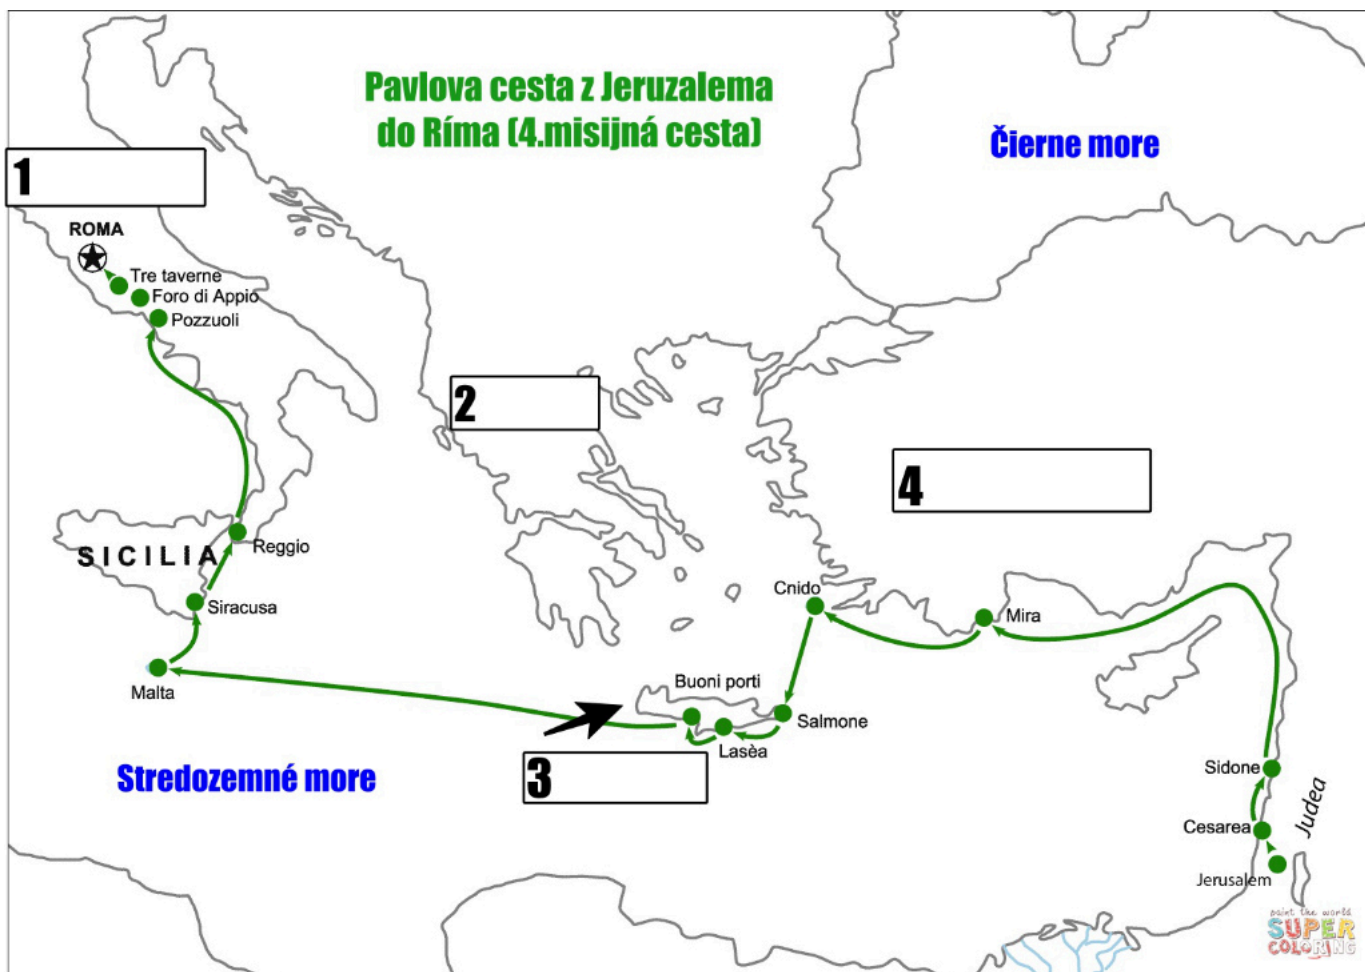 Pavlova cesta z Jeruzalema
do Ríma (4.misijná cesta)
Čierne more
1
ROMA
Tre taverne
Foro di Appio
Pozzuoli
2
4
SICILIA
Reggio
Siracusa
Malta
Cnido
Mira
Buoni porti
Salmone
Lasèa
3
Stredozemné more
Sidone
Judea
Cesarea
Jerusalem
paint the world
SUPER
COLORING